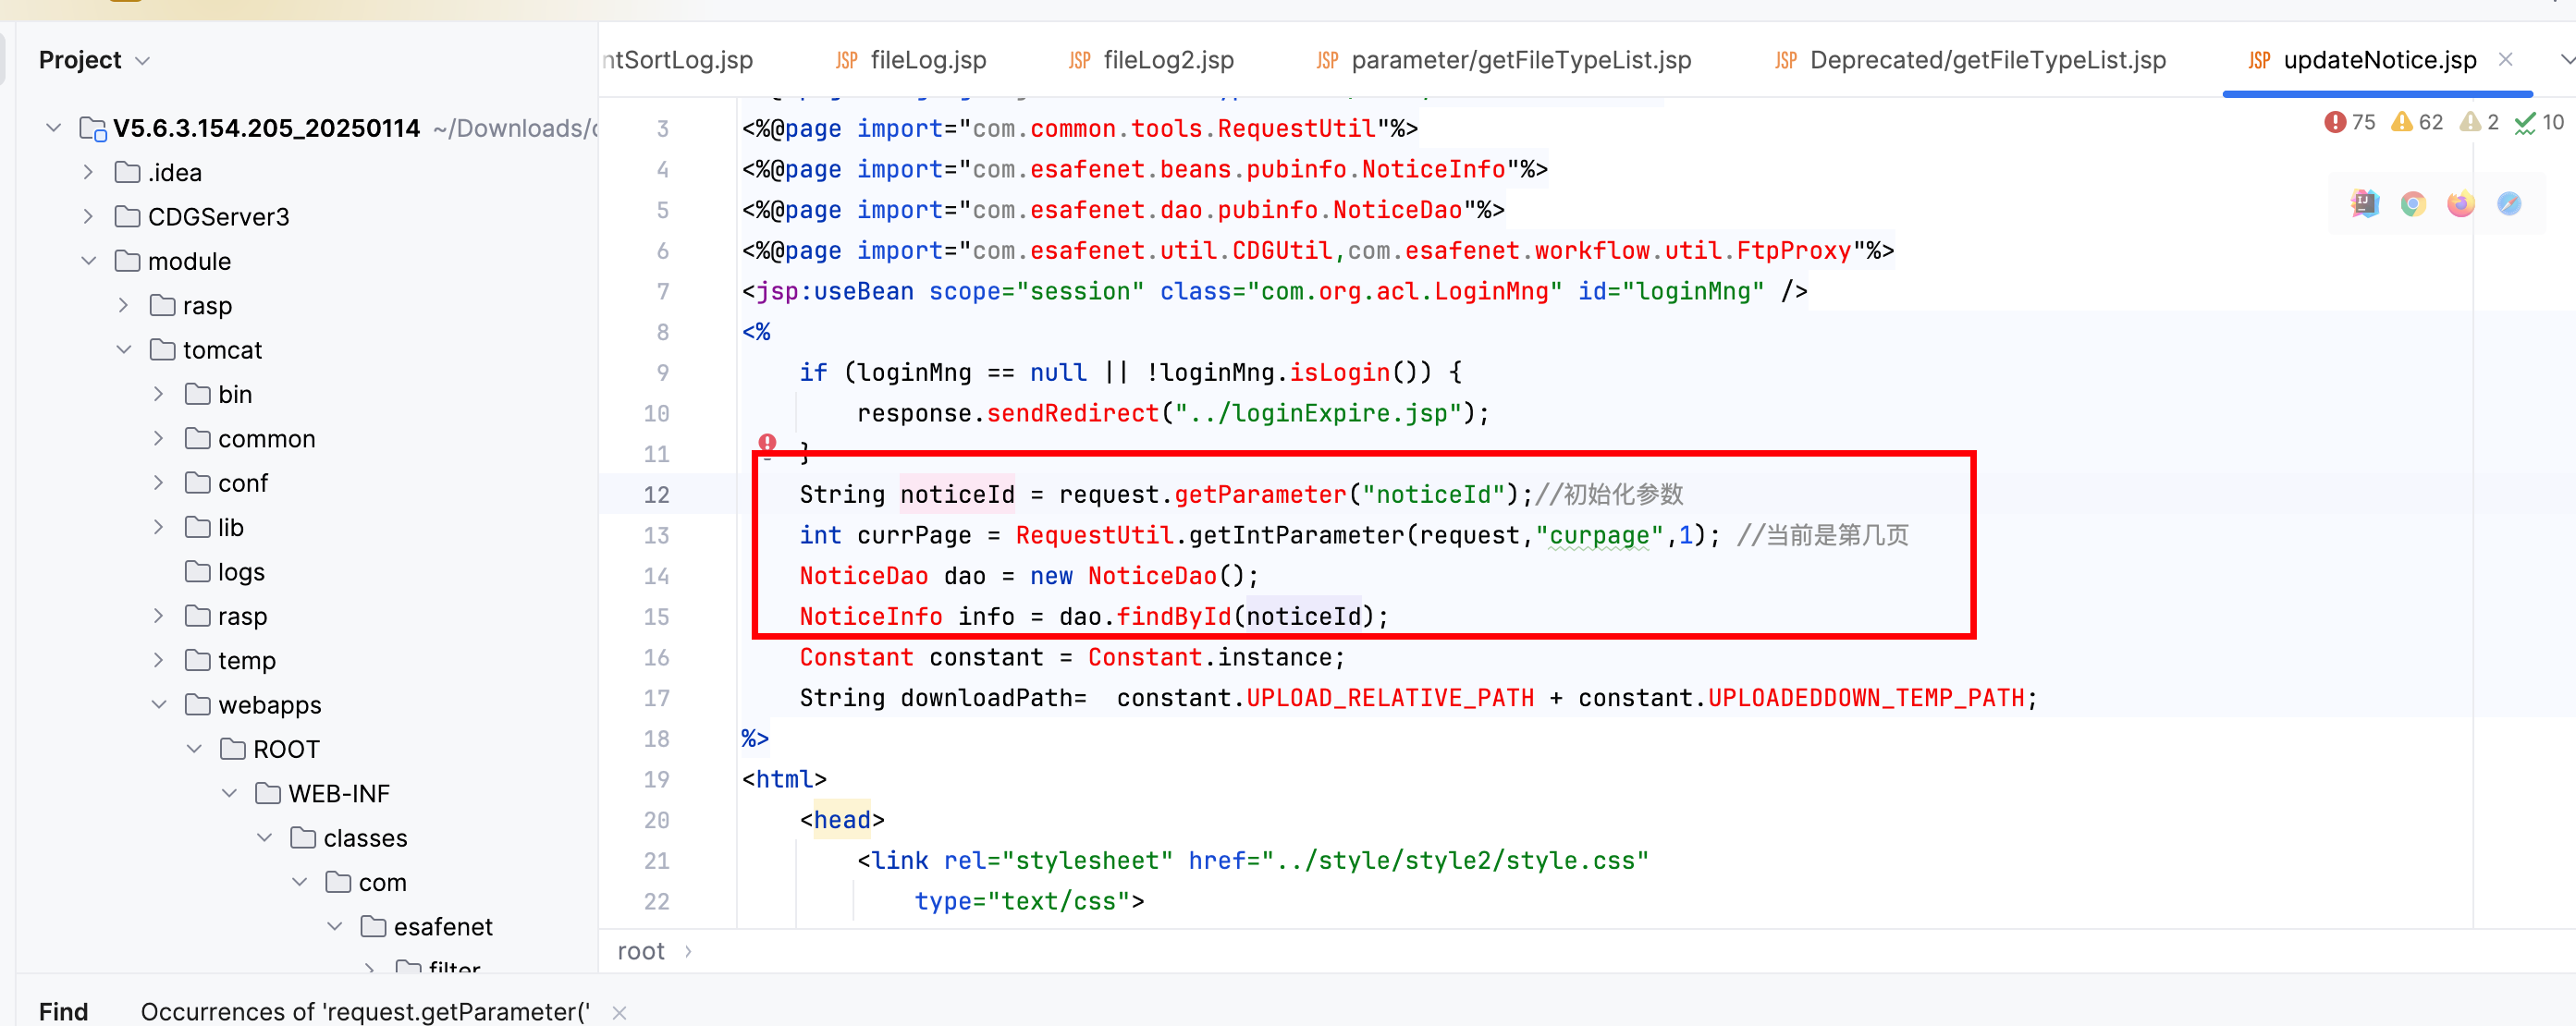 Project
V5.6.3.154.205_20250114 ~/Downloads/c
.idea
CDGServer3
module
rasp
tomcat
bin
common
conf
lib
logs
rasp
temp
webapps
ROOT
WEB-INF
classes
com
esafenet
filter
ntSortLog.jsp
JSP fileLog.jsp
JSP fileLog2.jsp
JSP parameter/getFileTypeList.jsp
JSP Deprecated/getFileTypeList.jsp
JSP updateNotice.jsp
75 62 2 10
3 <%@page import="com.common.tools.RequestUtil"%>
4 <%@page import="com.esafenet.beans.pubinfo.NoticeInfo"%>
5 <%@page import="com.esafenet.dao.pubinfo.NoticeDao"%>
6 <%@page import="com.esafenet.util.CDGUtil,com.esafenet.workflow.util.FtpProxy"%>
7 <jsp:useBean scope="session" class="com.org.acl.LoginMng" id="loginMng" />
8 <%
9 if (loginMng == null || !loginMng.isLogin()) {
10 response.sendRedirect("../loginExpire.jsp");
11 }
12 String noticeId = request.getParameter("noticeId");//初始化参数
13 int currPage = RequestUtil.getIntParameter(request,"curpage",1); //当前是第几页
14 NoticeDao dao = new NoticeDao();
15 NoticeInfo info = dao.findById(noticeId);
16 Constant constant = Constant.instance;
17 String downloadPath= constant.UPLOAD_RELATIVE_PATH + constant.UPLOADEDDOWN_TEMP_PATH;
18 %>
19 <html>
20 <head>
21 <link rel="stylesheet" href="../style/style2/style.css"
22 type="text/css">
root
Find Occurrences of 'request.getParameter('